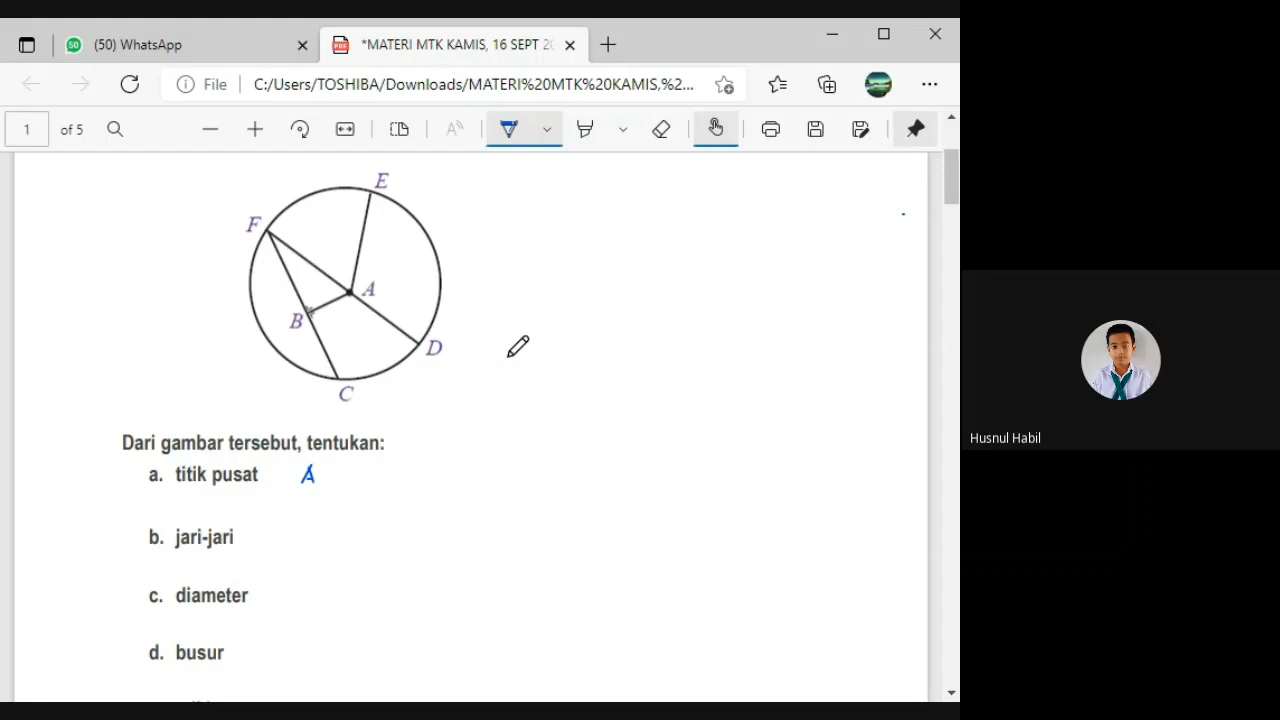 (50) WhatsApp
*MATERI MTK KAMIS, 16 SEPT 20
File C:/Users/TOSHIBA/Downloads/MATERI%20MTK%20KAMIS,%2...
1 of 5
E
F
A
B
D
C
Dari gambar tersebut, tentukan:
a. titik pusat A
b. jari-jari
c. diameter
d. busur
Husnul Habil